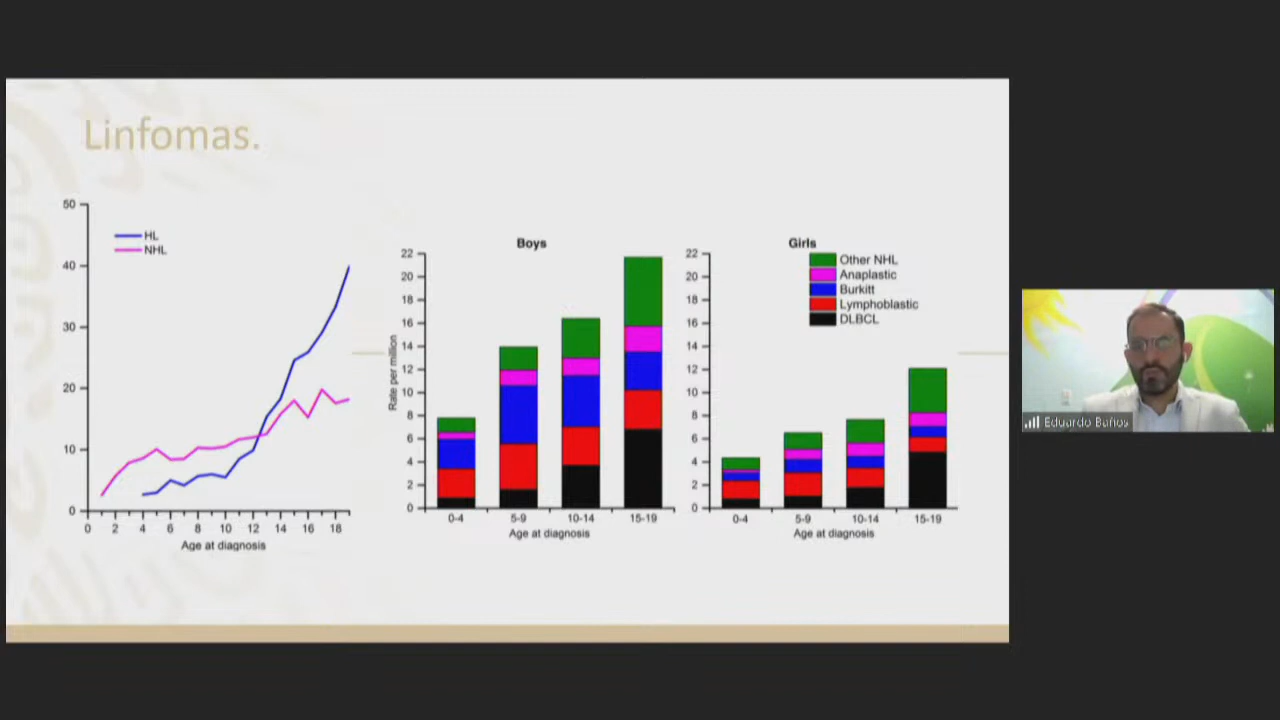 Linfomas.
50
40
30
20
10
0
HL
NHL
0 2 4 6 8 10 12 14 16 18
Age at diagnosis
Boys
Rate per million
22
20
18
16
14
12
10
8
6
4
2
0
0-4 5-9 10-14 15-19
Age at diagnosis
Girls
22
20
18
16
14
12
10
8
6
4
2
0
Other NHL
Anaplastic
Burkitt
Lymphoblastic
DLBCL
0-4 5-9 10-14 15-19
Age at diagnosis
Eduardo Baños